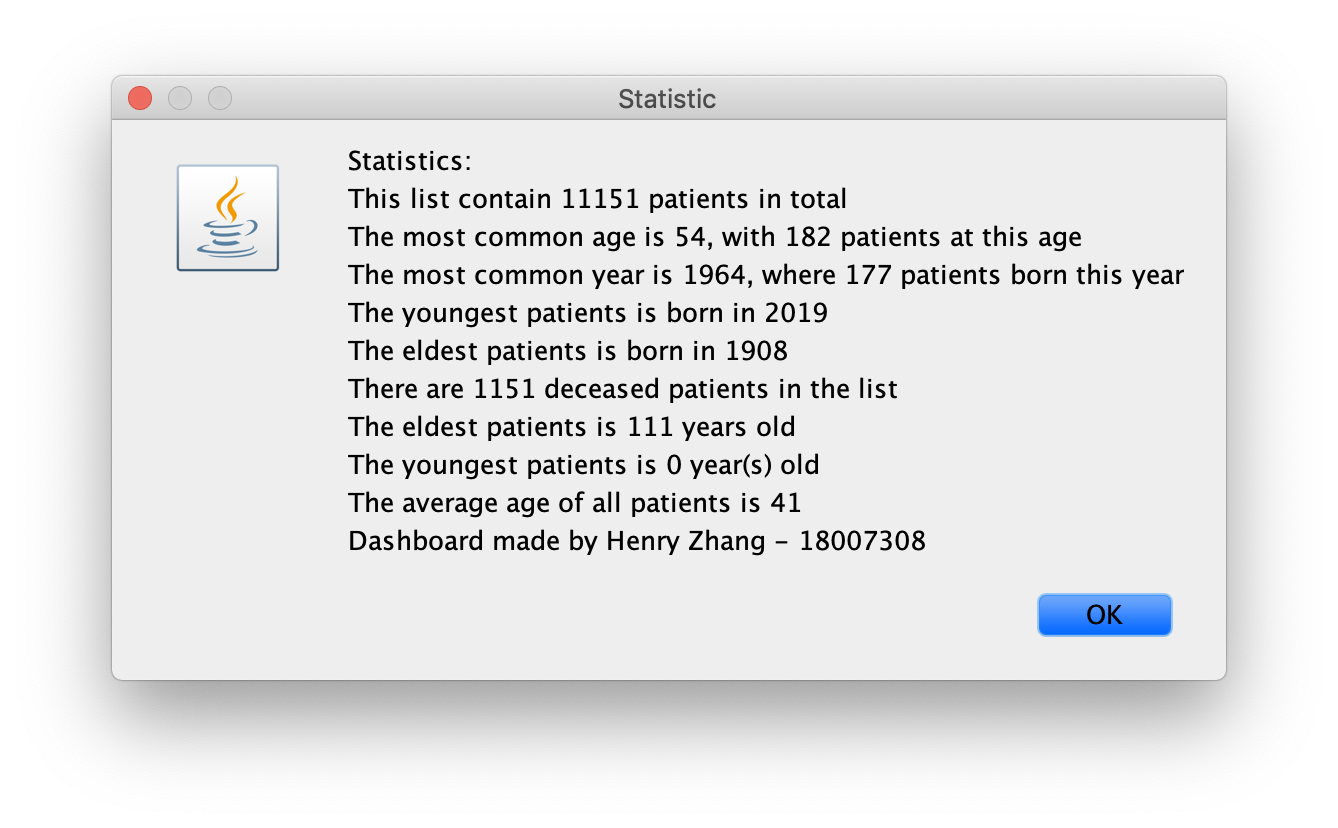 Statistic
Statistics:
This list contain 11151 patients in total
The most common age is 54, with 182 patients at this age
The most common year is 1964, where 177 patients born this year
The youngest patients is born in 2019
The eldest patients is born in 1908
There are 1151 deceased patients in the list
The eldest patients is 111 years old
The youngest patients is 0 year(s) old
The average age of all patients is 41
Dashboard made by Henry Zhang - 18007308
OK